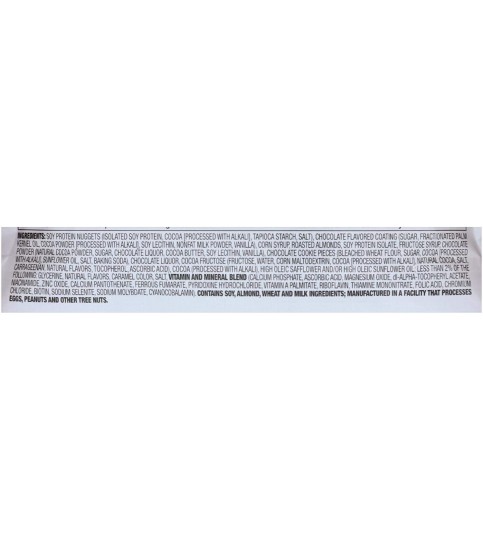 INGREDIENTS: SOY PROTEIN NUGGETS (ISOLATED SOY PROTEIN, COCOA (PROCESSED WITH ALKALI), TAPIOCA STARCH, SALT), CHOCOLATE FLAVORED COATING (SUGAR, FRACTIONATED PALM
KERNEL OIL, COCOA POWDER (PROCESSED WITH ALKALI), SOY LECITHIN, NONFAT MILK POWDER, VANILLA), CORN SYRUP, ROASTED ALMONDS, SOY PROTEIN ISOLATE, FRUCTOSE SYRUP, CHOCOLATE
POWDER (NATURAL COCOA POWDER, SUGAR, CHOCOLATE LIQUOR, COCOA BUTTER, SOY LECITHIN, VANILLA), CHOCOLATE COOKIE PIECES (BLEACHED WHEAT FLOUR, SUGAR, COCOA (PROCESSED
WITH ALKALI), SUNFLOWER OIL, SALT, BAKING SODA), CHOCOLATE LIQUOR, COCOA FRUCTOSE (FRUCTOSE, WATER, CORN MALTODEXTRIN, COCOA (PROCESSED WITH ALKALI), NATURAL COCOA, SALT,
CARRAGEENAN, NATURAL FLAVORS, TOCOPHEROL, ASCORBIC ACID), COCOA (PROCESSED WITH ALKALI), HIGH OLEIC SAFFLOWER AND/OR HIGH OLEIC SUNFLOWER OIL. LESS THAN 2% OF THE
FOLLOWING: GLYCERINE, NATURAL FLAVORS, CARAMEL COLOR, SALT. VITAMIN AND MINERAL BLEND (CALCIUM PHOSPHATE, ASCORBIC ACID, MAGNESIUM OXIDE, dl-ALPHA-TOCOPHERYL ACETATE,
NIACINAMIDE, ZINC OXIDE, CALCIUM PANTOTHENATE, FERROUS FUMARATE, PYRIDOXINE HYDROCHLORIDE, VITAMIN A PALMITATE, RIBOFLAVIN, THIAMINE MONONITRATE, FOLIC ACID, CHROMIUM
CHLORIDE, BIOTIN, SODIUM SELENITE, SODIUM MOLYBDATE, CYANOCOBALAMIN). CONTAINS SOY, ALMOND, WHEAT AND MILK INGREDIENTS; MANUFACTURED IN A FACILITY THAT PROCESSES
EGGS, PEANUTS AND OTHER TREE NUTS.